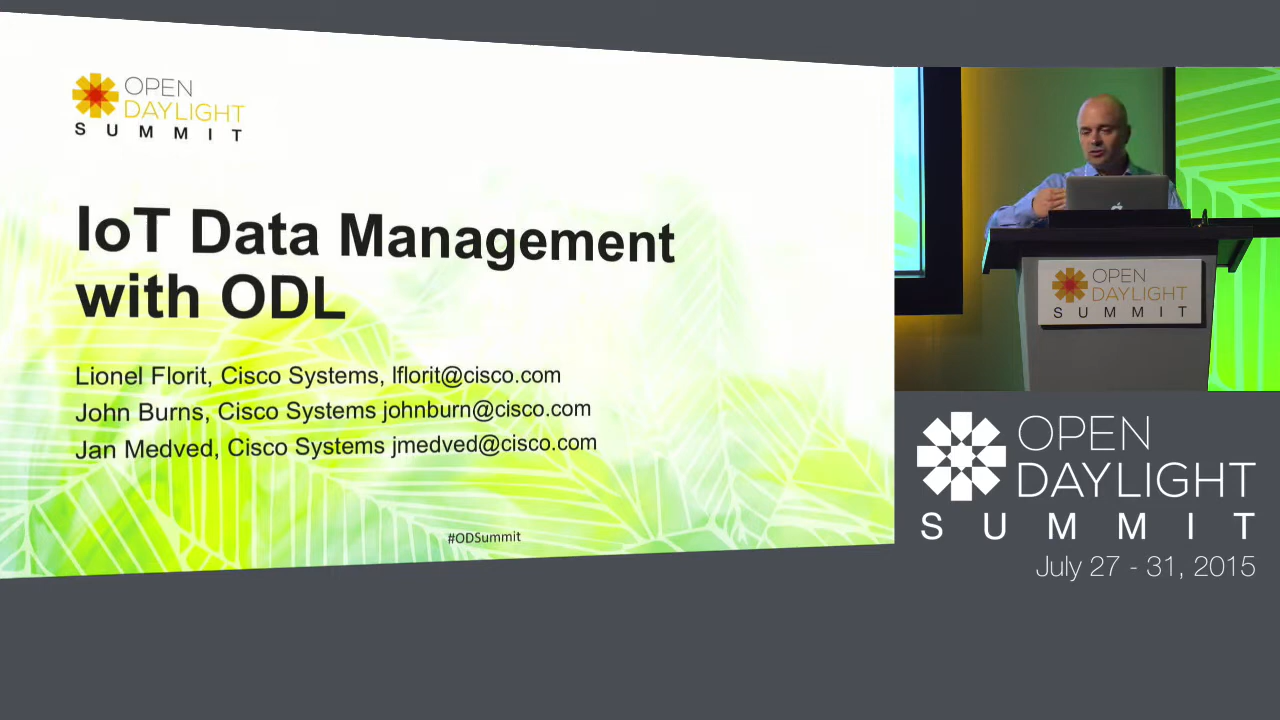 OPEN
DAYLIGHT
SUMMIT
IoT Data Management
with ODL
Lionel Florit, Cisco Systems, lflorit@cisco.com
John Burns, Cisco Systems johnburn@cisco.com
Jan Medved, Cisco Systems jmedved@cisco.com
#ODSummit
OPEN
DAYLIGHT
SUMMIT
OPEN
DAYLIGHT
SUMMIT
July 27 - 31, 2015